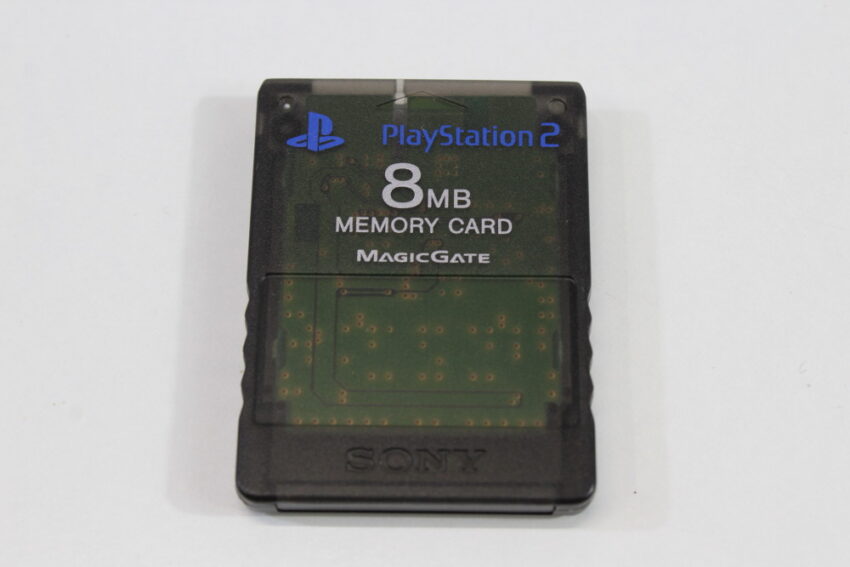 PlayStation 2
8MB
MEMORY CARD
MAGICGATE
SONY